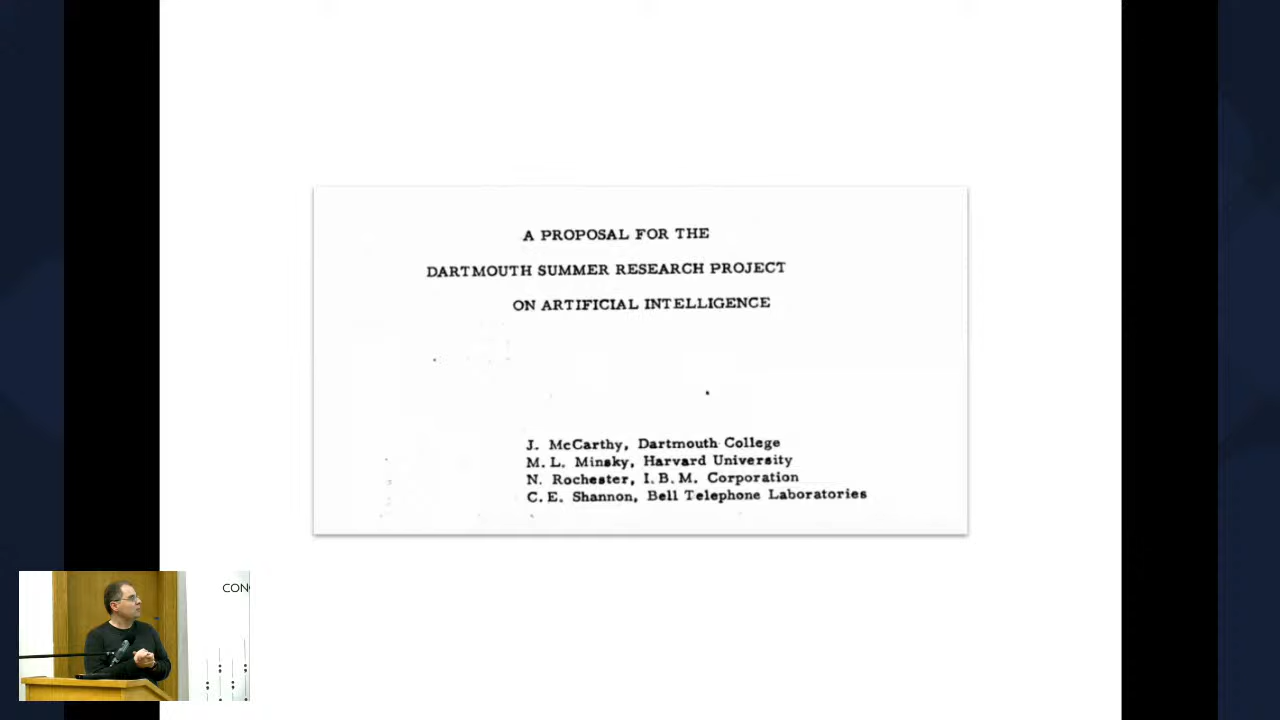 A PROPOSAL FOR THE
DARTMOUTH SUMMER RESEARCH PROJECT
ON ARTIFICIAL INTELLIGENCE
J. McCarthy, Dartmouth College
M. L. Minsky, Harvard University
N. Rochester, I. B. M. Corporation
C. E. Shannon, Bell Telephone Laboratories
CON